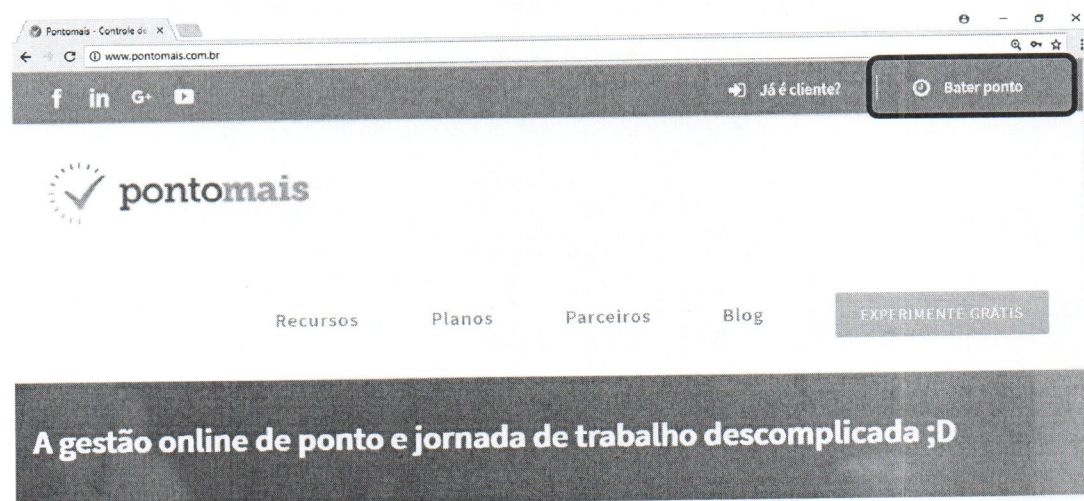 Pontomais - Controle de
www.pontomais.com.br
f in G+ Já é cliente? Bater ponto
pontomais
Recursos Planos Parceiros Blog EXPERIMENTE GRÁTIS
A gestão online de ponto e jornada de trabalho descomplicada ;D